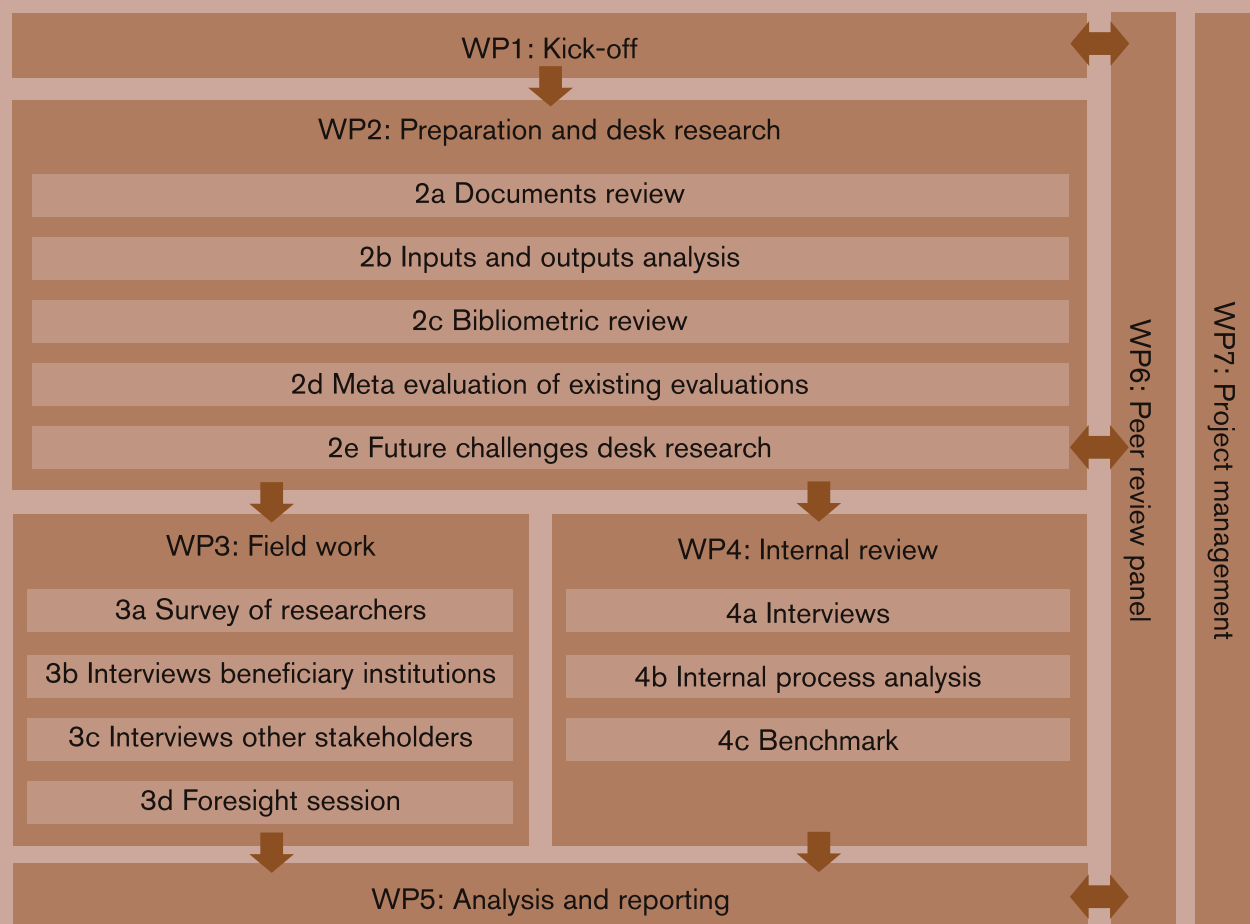 WP1: Kick-off
WP2: Preparation and desk research
2a Documents review
2b Inputs and outputs analysis
2c Bibliometric review
2d Meta evaluation of existing evaluations
2e Future challenges desk research
WP3: Field work
3a Survey of researchers
3b Interviews beneficiary institutions
3c Interviews other stakeholders
3d Foresight session
WP4: Internal review
4a Interviews
4b Internal process analysis
4c Benchmark
WP5: Analysis and reporting
WP6: Peer review panel
WP7: Project management